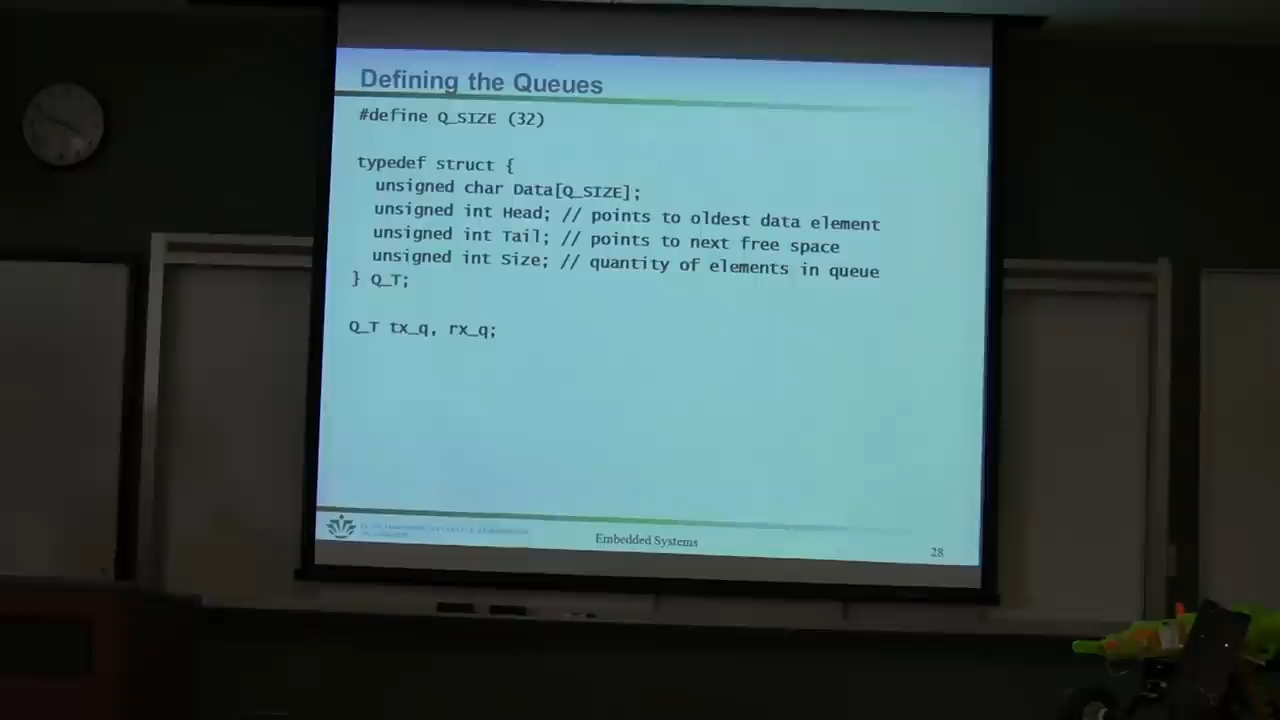 Defining the Queues
#define Q_SIZE (32)
typedef struct {
unsigned char Data[Q_SIZE];
unsigned int Head; // points to oldest data element
unsigned int Tail; // points to next free space
unsigned int Size; // quantity of elements in queue
} Q_T;
Q_T tx_q, rx_q;
Embedded Systems
28